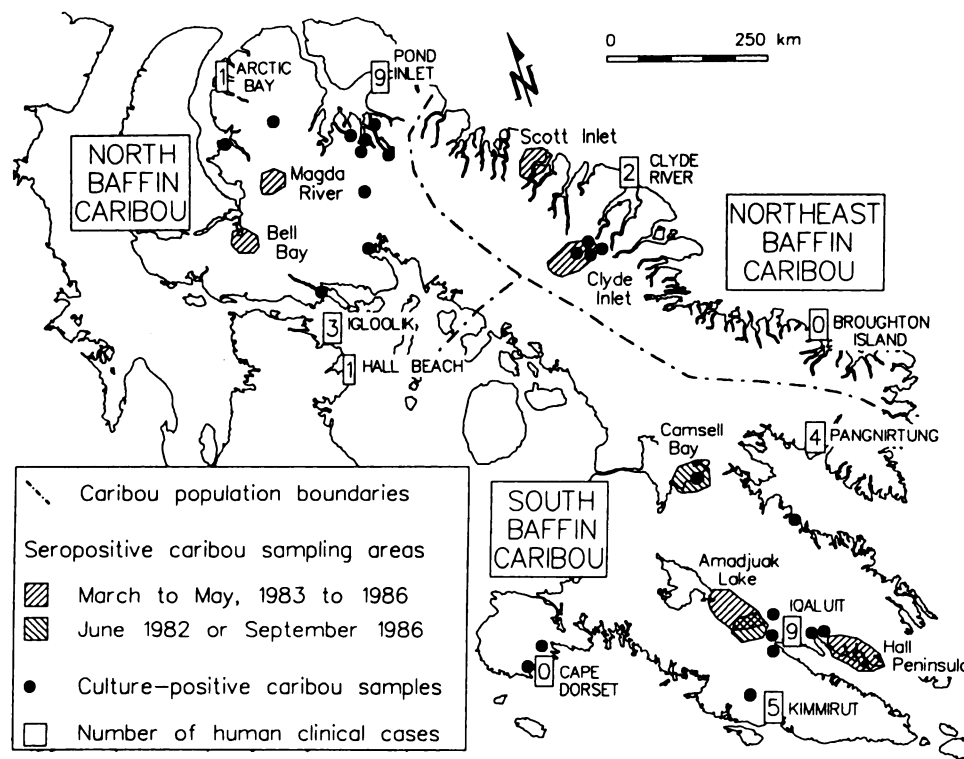 0 250 km
N
1 ARCTIC
BAY
9 POND
INLET
NORTH
BAFFIN
CARIBOU
Magda
River
Bell
Bay
Scott Inlet
2 CLYDE
RIVER
NORTHEAST
BAFFIN
CARIBOU
Clyde
Inlet
3 IGLOOLIK
1 HALL BEACH
0 BROUGHTON
ISLAND
4 PANGNIRTUNG
Camsell
Bay
SOUTH
BAFFIN
CARIBOU
Amadjuak
Lake
9 IQALUIT
Hall
Peninsula
0 CAPE
DORSET
5 KIMMIRUT
Caribou population boundaries
Seropositive caribou sampling areas
March to May, 1983 to 1986
June 1982 or September 1986
Culture-positive caribou samples
Number of human clinical cases